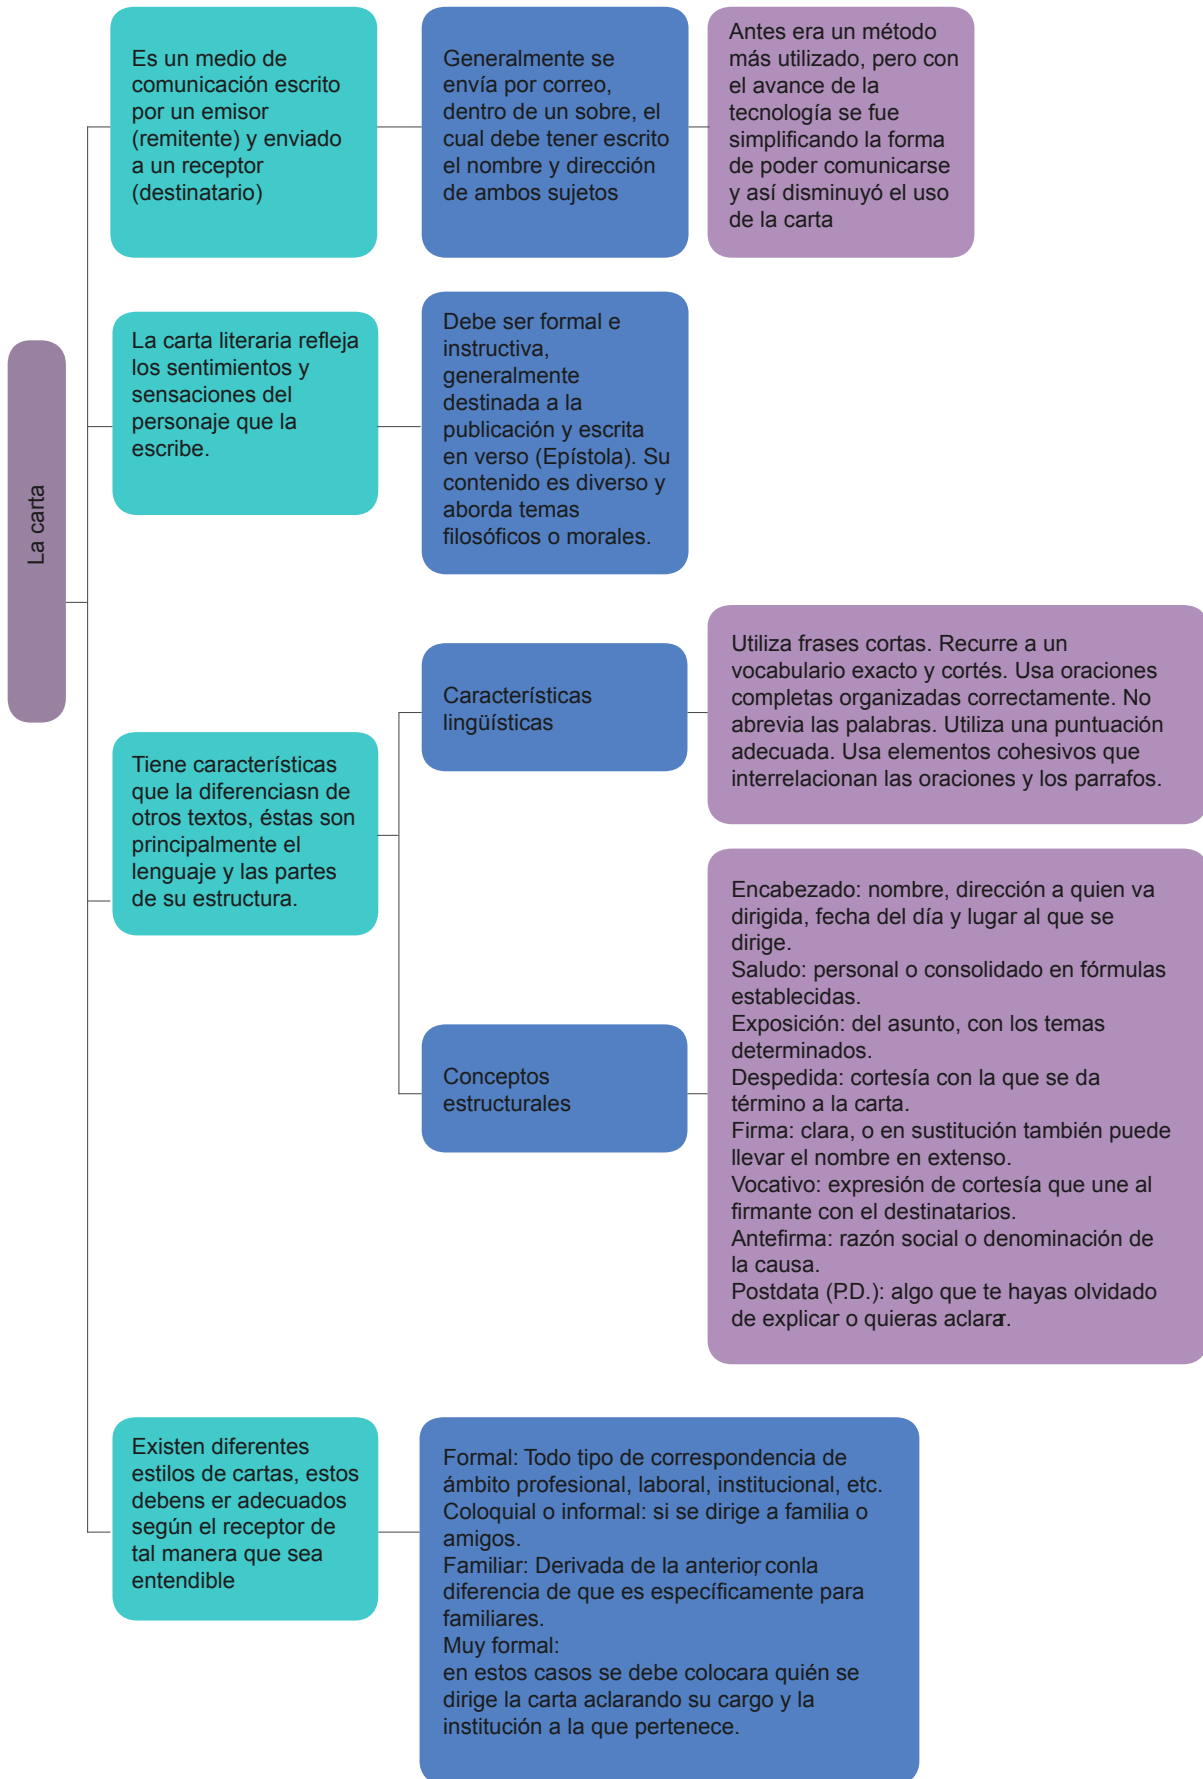 La carta
Es un medio de
comunicación escrito
por un emisor
(remitente) y enviado
a un receptor
(destinatario)
Generalmente se
envía por correo,
dentro de un sobre, el
cual debe tener escrito
el nombre y dirección
de ambos sujetos
Antes era un método
más utilizado, pero con
el avance de la
tecnología se fue
simplificando la forma
de poder comunicarse
y así disminuyó el uso
de la carta
La carta literaria refleja
los sentimientos y
sensaciones del
personaje que la
escribe.
Debe ser formal e
instructiva,
generalmente
destinada a la
publicación y escrita
en verso (Epístola). Su
contenido es diverso y
aborda temas
filosóficos o morales.
Tiene características
que la diferenciasn de
otros textos, éstas son
principalmente el
lenguaje y las partes
de su estructura.
Características
lingüísticas
Utiliza frases cortas. Recurre a un
vocabulario exacto y cortés. Usa oraciones
completas organizadas correctamente. No
abrevia las palabras. Utiliza una puntuación
adecuada. Usa elementos cohesivos que
interrelacionan las oraciones y los parrafos.
Conceptos
estructurales
Encabezado: nombre, dirección a quien va
dirigida, fecha del día y lugar al que se
dirige.
Saludo: personal o consolidado en fórmulas
establecidas.
Exposición: del asunto, con los temas
determinados.
Despedida: cortesía con la que se da
término a la carta.
Firma: clara, o en sustitución también puede
llevar el nombre en extenso.
Vocativo: expresión de cortesía que une al
firmante con el destinatarios.
Antefirma: razón social o denominación de
la causa.
Postdata (P.D.): algo que te hayas olvidado
de explicar o quieras aclarar.
Existen diferentes
estilos de cartas, estos
debens er adecuados
según el receptor de
tal manera que sea
entendible
Formal: Todo tipo de correspondencia de
ámbito profesional, laboral, institucional, etc.
Coloquial o informal: si se dirige a familia o
amigos.
Familiar: Derivada de la anterior, conla
diferencia de que es específicamente para
familiares.
Muy formal:
en estos casos se debe colocara quién se
dirige la carta aclarando su cargo y la
institución a la que pertenece.